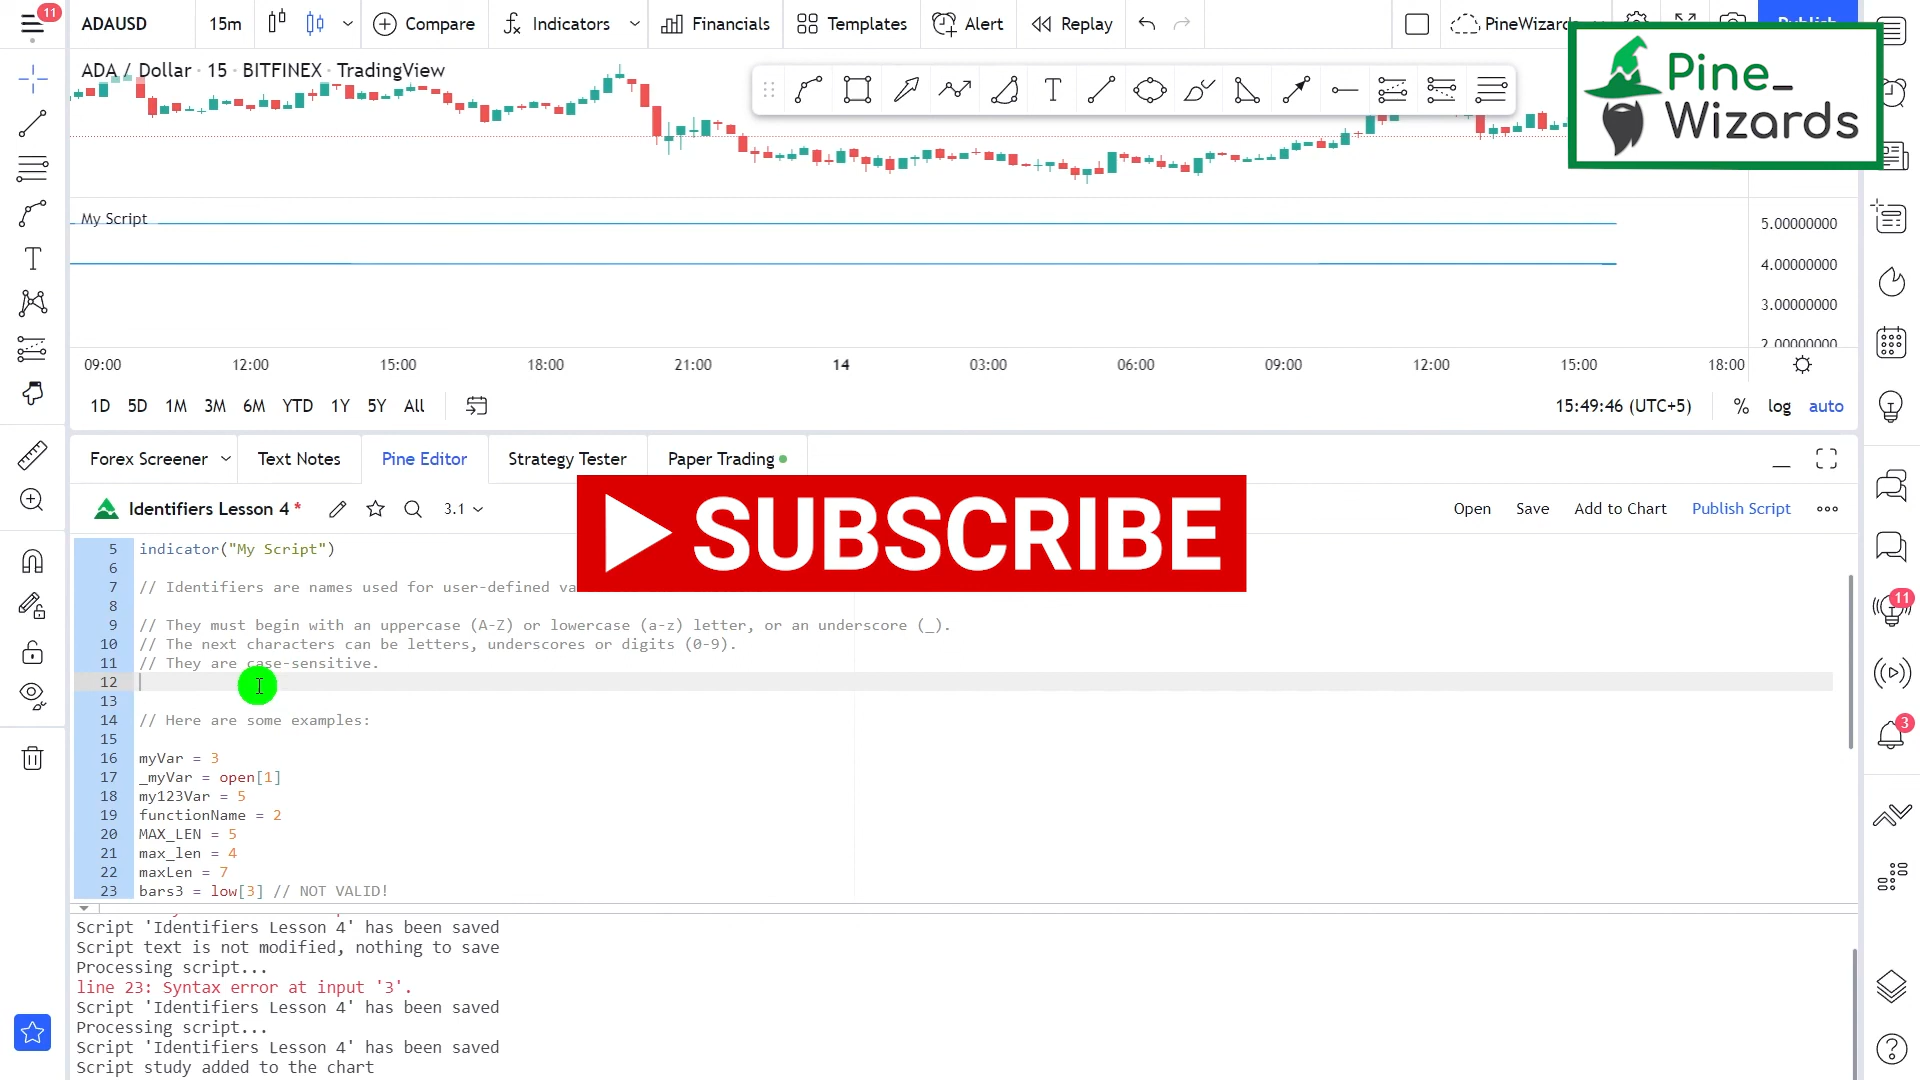 11
ADAUSD 15m Compare Indicators Financials Templates Alert Replay PineWizards Publish
ADA / Dollar · 15 · BITFINEX · TradingView
Pine_
Wizards
My Script
5.00000000
4.00000000
3.00000000
2.00000000
09:00 12:00 15:00 18:00 21:00 14 03:00 06:00 09:00 12:00 15:00 18:00
1D 5D 1M 3M 6M YTD 1Y 5Y All 15:49:46 (UTC+5) % log auto
Forex Screener Text Notes Pine Editor Strategy Tester Paper Trading
Identifiers Lesson 4 * 3.1 Open Save Add to Chart Publish Script
SUBSCRIBE
5 indicator("My Script")
6
7 // Identifiers are names used for user-defined va
8
9 // They must begin with an uppercase (A-Z) or lowercase (a-z) letter, or an underscore (_).
10 // The next characters can be letters, underscores or digits (0-9).
11 // They are case-sensitive.
12
13
14 // Here are some examples:
15
16 myVar = 3
17 _myVar = open[1]
18 my123Var = 5
19 functionName = 2
20 MAX_LEN = 5
21 max_len = 4
22 maxLen = 7
23 bars3 = low[3] // NOT VALID!
Script 'Identifiers Lesson 4' has been saved
Script text is not modified, nothing to save
Processing script...
line 23: Syntax error at input '3'.
Script 'Identifiers Lesson 4' has been saved
Processing script...
Script 'Identifiers Lesson 4' has been saved
Script study added to the chart
11
3